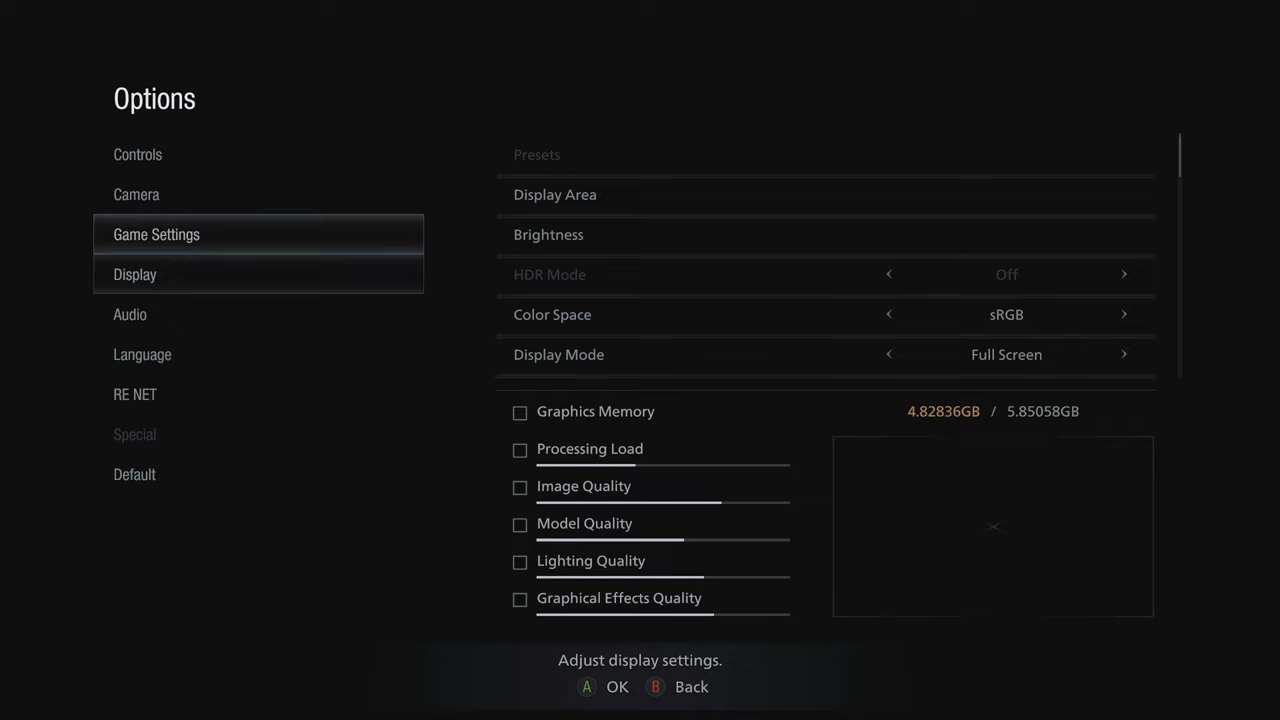 Options
Controls
Camera
Game Settings
Display
Audio
Language
RE NET
Special
Default
Presets
Display Area
Brightness
HDR Mode Off
Color Space sRGB
Display Mode Full Screen
Graphics Memory 4.82836GB / 5.85058GB
Processing Load
Image Quality
Model Quality
Lighting Quality
Graphical Effects Quality
Adjust display settings.
A OK B Back